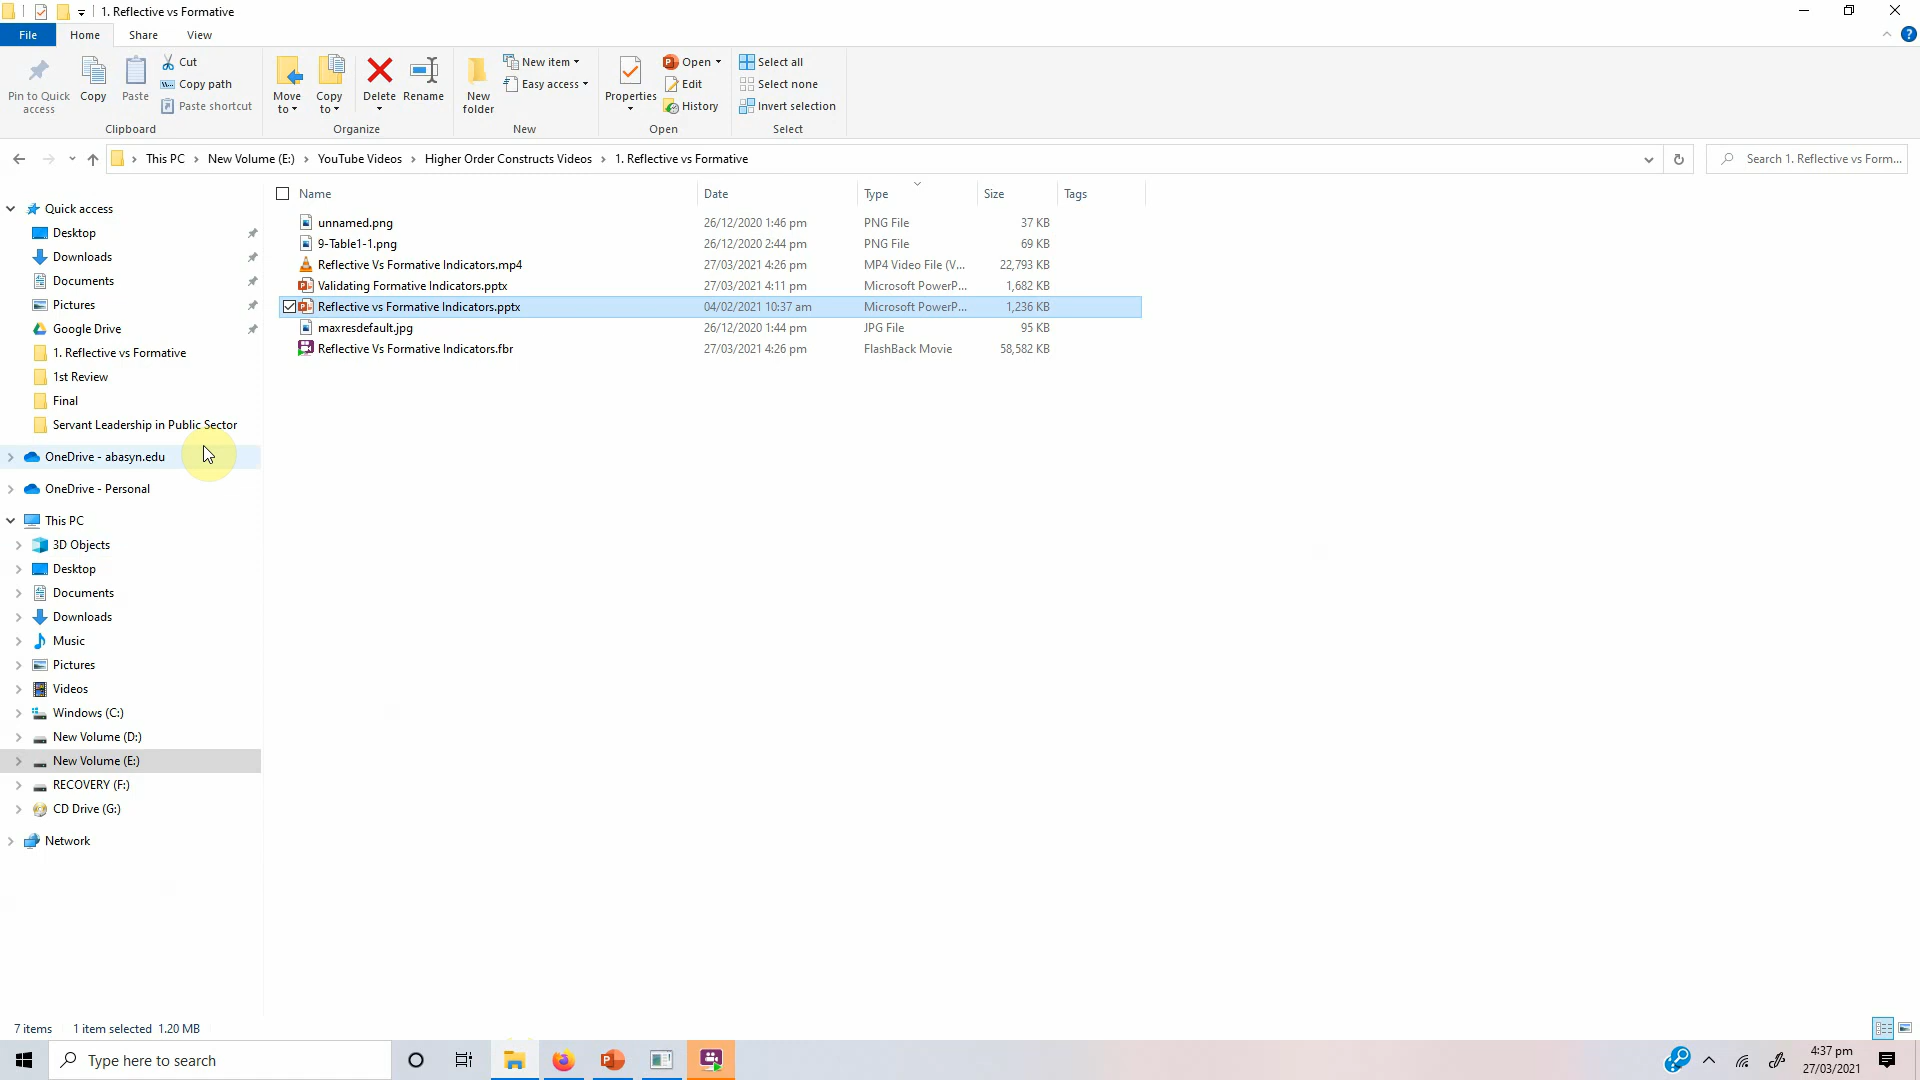 1. Reflective vs Formative
File Home Share View
Pin to Quick access
Copy
Paste
Cut
Copy path
Paste shortcut
Clipboard
Move to
Copy to
Delete
Rename
Organize
New folder
New item
Easy access
New
Properties
Open
Edit
History
Open
Select all
Select none
Invert selection
Select
This PC New Volume (E:) YouTube Videos Higher Order Constructs Videos 1. Reflective vs Formative
Search 1. Reflective vs Form...
Name Date Type Size Tags
unnamed.png 26/12/2020 1:46 pm PNG File 37 KB
9-Table1-1.png 26/12/2020 2:44 pm PNG File 69 KB
Reflective Vs Formative Indicators.mp4 27/03/2021 4:26 pm MP4 Video File (V... 22,793 KB
Validating Formative Indicators.pptx 27/03/2021 4:11 pm Microsoft PowerP... 1,682 KB
Reflective vs Formative Indicators.pptx 04/02/2021 10:37 am Microsoft PowerP... 1,236 KB
maxresdefault.jpg 26/12/2020 1:44 pm JPG File 95 KB
Reflective Vs Formative Indicators.fbr 27/03/2021 4:26 pm FlashBack Movie 58,582 KB
Quick access
Desktop
Downloads
Documents
Pictures
Google Drive
1. Reflective vs Formative
1st Review
Final
Servant Leadership in Public Sector
OneDrive - abasyn.edu
OneDrive - Personal
This PC
3D Objects
Desktop
Documents
Downloads
Music
Pictures
Videos
Windows (C:)
New Volume (D:)
New Volume (E:)
RECOVERY (F:)
CD Drive (G:)
Network
7 items 1 item selected 1.20 MB
Type here to search
4:37 pm
27/03/2021